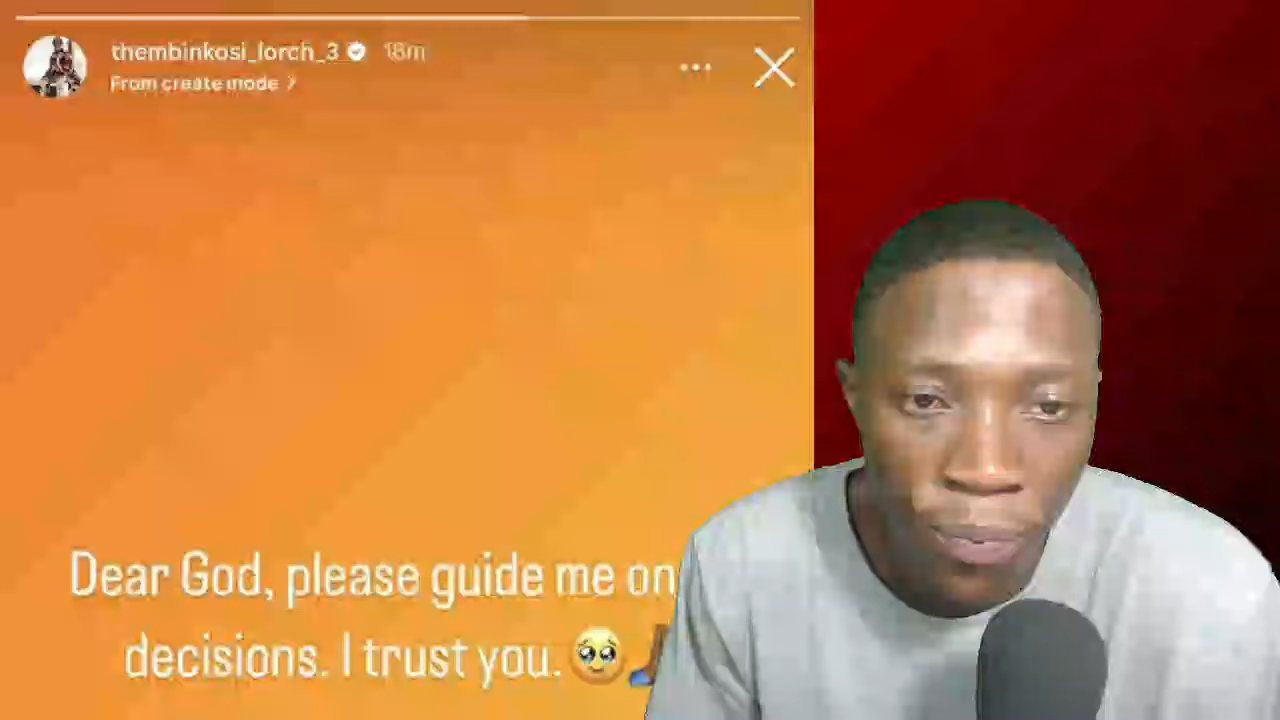 thembinkosi_lorch_3 18m
From create mode >
Dear God, please guide me on
decisions. I trust you.🥹